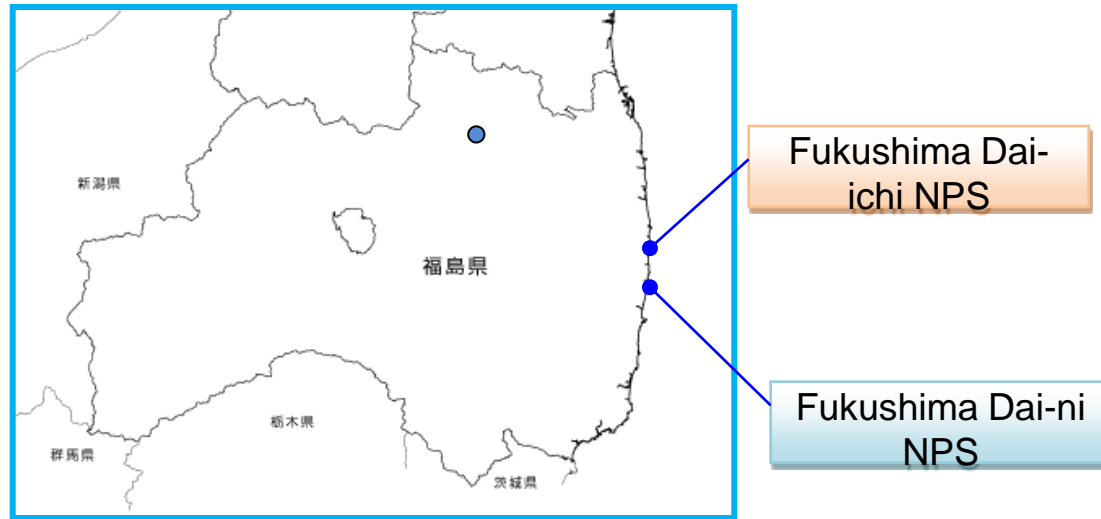 Fukushima Dai-
ichi NPS
新潟県
福島県
Fukushima Dai-ni
NPS
栃木県
群馬県
茨城県